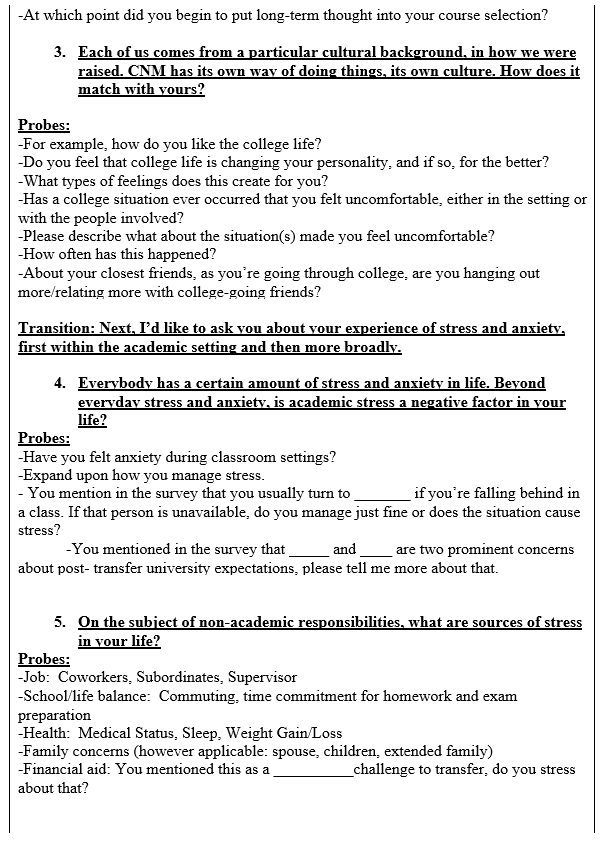 -At which point did you begin to put long-term thought into your course selection?
3. Each of us comes from a particular cultural background, in how we were
raised. CNM has its own way of doing things, its own culture. How does it
match with yours?
Probes:
-For example, how do you like the college life?
-Do you feel that college life is changing your personality, and if so, for the better?
-What types of feelings does this create for you?
-Has a college situation ever occurred that you felt uncomfortable, either in the setting or
with the people involved?
-Please describe what about the situation(s) made you feel uncomfortable?
-How often has this happened?
-About your closest friends, as you’re going through college, are you hanging out
more/relating more with college-going friends?
Transition: Next, I’d like to ask you about your experience of stress and anxiety,
first within the academic setting and then more broadly.
4. Everybody has a certain amount of stress and anxiety in life. Beyond
everyday stress and anxiety, is academic stress a negative factor in your
life?
Probes:
-Have you felt anxiety during classroom settings?
-Expand upon how you manage stress.
- You mention in the survey that you usually turn to _______ if you’re falling behind in
a class. If that person is unavailable, do you manage just fine or does the situation cause
stress?
-You mentioned in the survey that _____ and ____ are two prominent concerns
about post- transfer university expectations, please tell me more about that.
5. On the subject of non-academic responsibilities, what are sources of stress
in your life?
Probes:
-Job: Coworkers, Subordinates, Supervisor
-School/life balance: Commuting, time commitment for homework and exam
preparation
-Health: Medical Status, Sleep, Weight Gain/Loss
-Family concerns (however applicable: spouse, children, extended family)
-Financial aid: You mentioned this as a __________challenge to transfer, do you stress
about that?